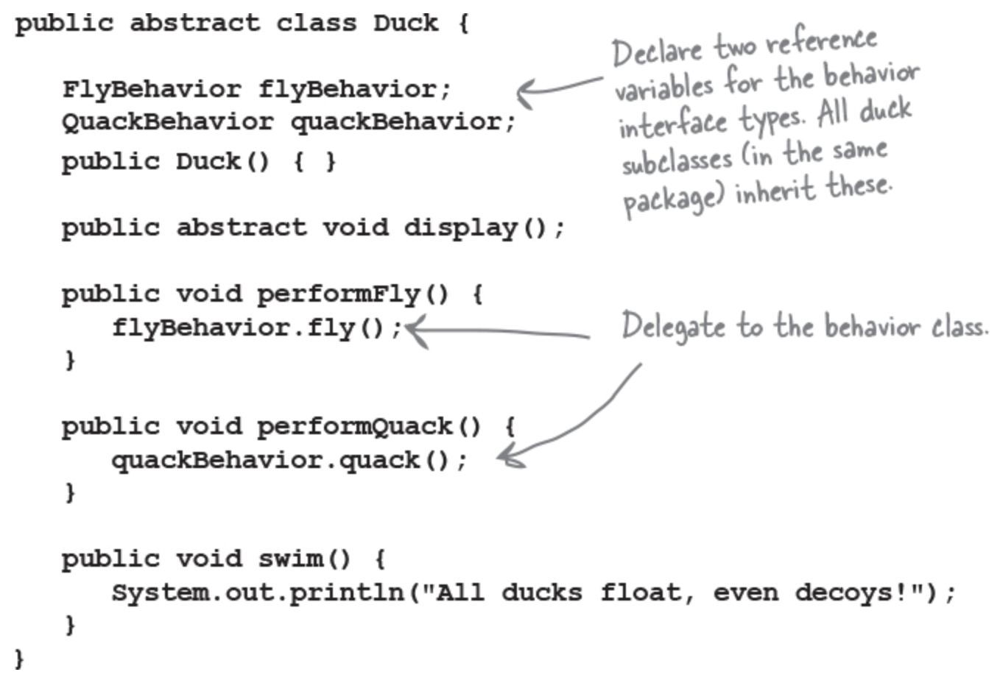 public abstract class Duck {
FlyBehavior flyBehavior;
QuackBehavior quackBehavior;
public Duck() { }
public abstract void display();
public void performFly() {
flyBehavior.fly();
}
public void performQuack() {
quackBehavior.quack();
}
public void swim() {
System.out.println("All ducks float, even decoys!");
}
}
Declare two reference
variables for the behavior
interface types. All duck
subclasses (in the same
package) inherit these.
Delegate to the behavior class.